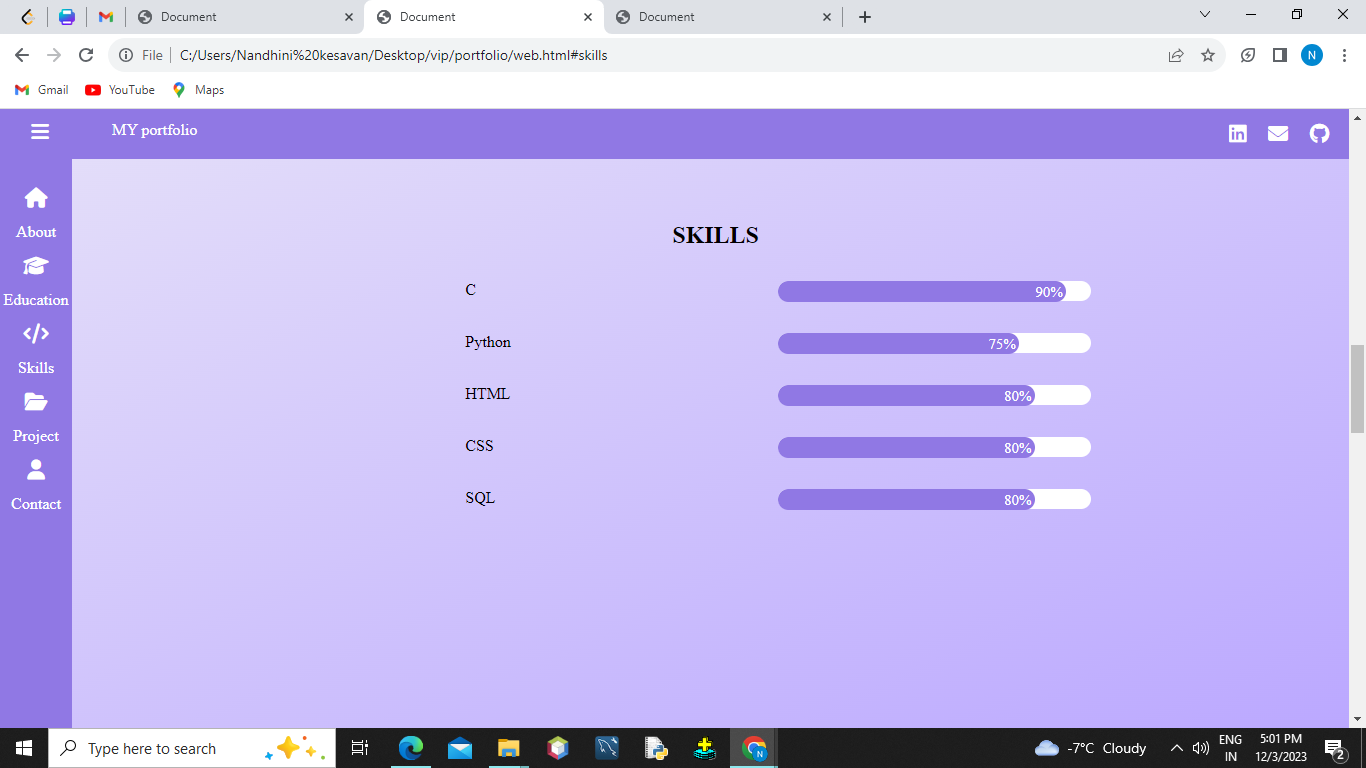 Document
Document
Document
File
C:/Users/Nandhini%20kesavan/Desktop/vip/portfolio/web.html#skills
N
Gmail
YouTube
Maps
MY portfolio
in
About
Education
Skills
Project
Contact
SKILLS
C
90%
Python
75%
HTML
80%
CSS
80%
SQL
80%
Type here to search
N
-7°C Cloudy
ENG
IN
5:01 PM
12/3/2023
2